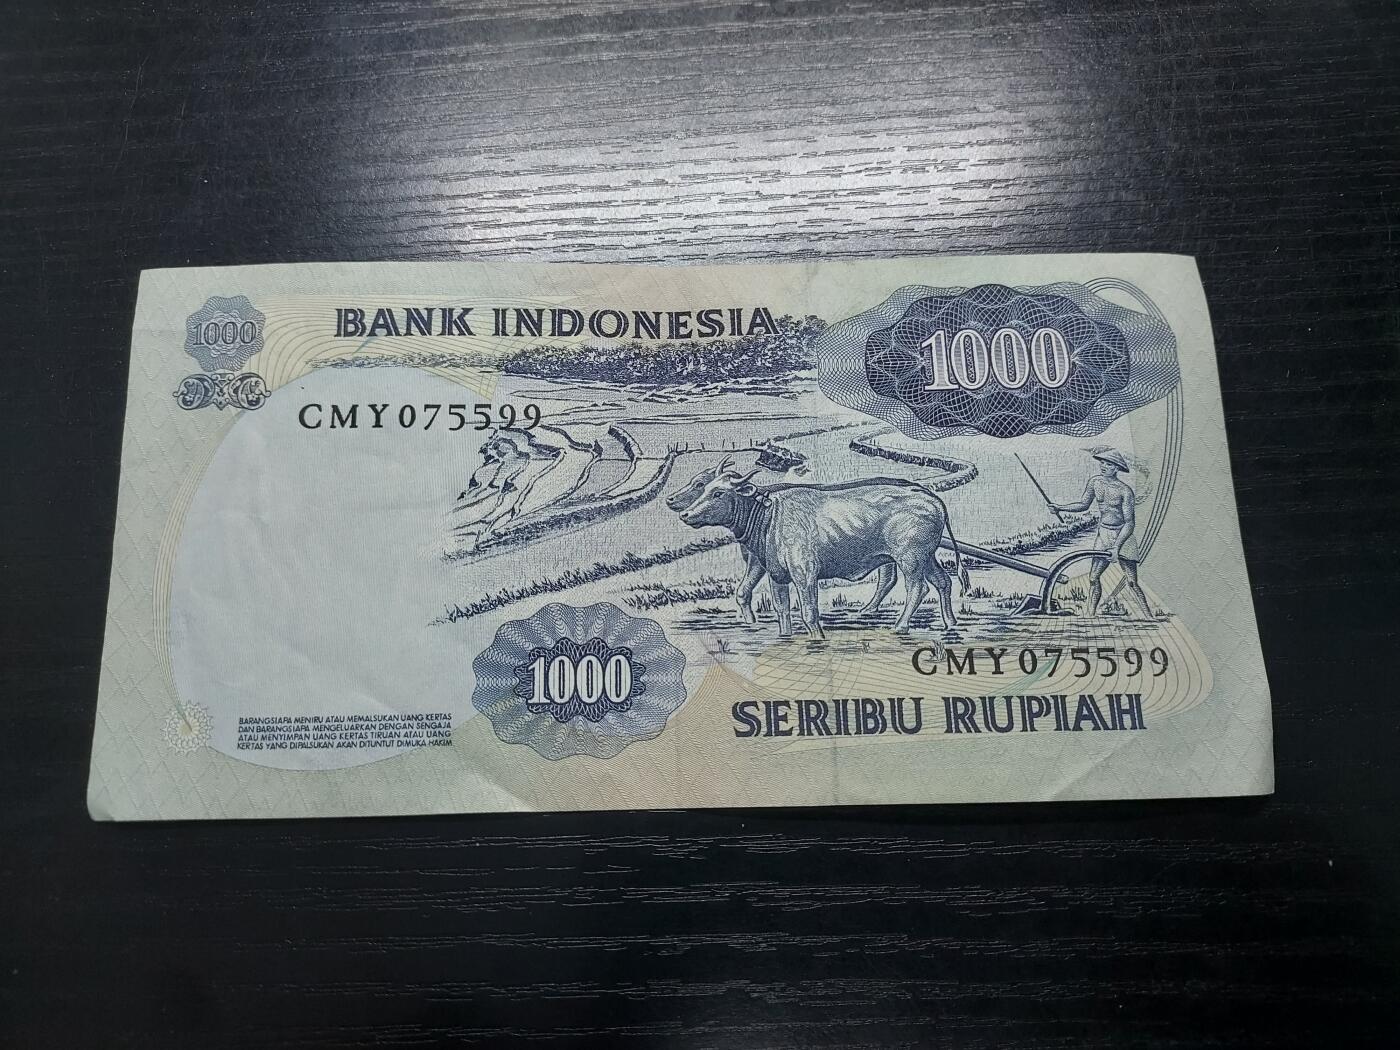 1000
BANK INDONESIA
1000
CMY075599
CMY075599
1000
SERIBU RUPIAH
BARANGSIAPA MENIRU ATAU MEMALSUKAN UANG KERTAS
DAN BARANGSIAPA MENGELUARKAN DENGAN SENGAJA
ATAU MENYIMPAN UANG KERTAS TIRUAN ATAU UANG
KERTAS YANG DIPALSUKAN AKAN DITUNTUT DIMUKA HAKIM